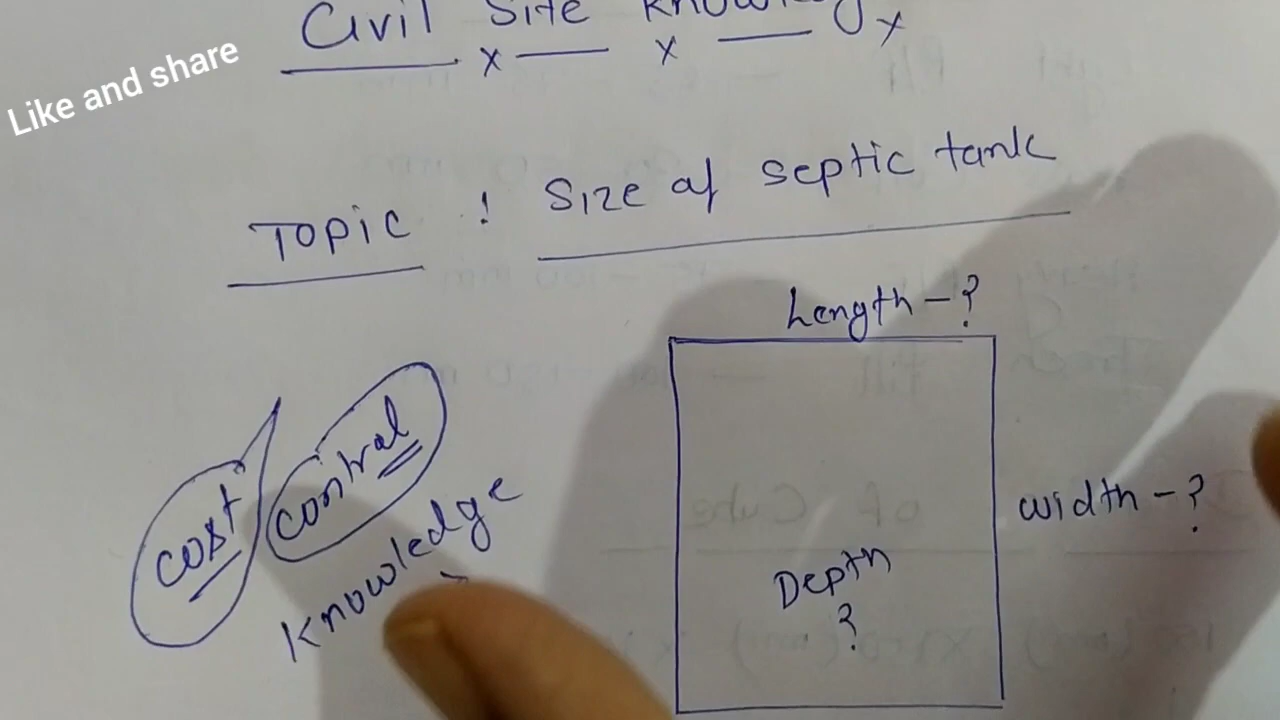 Like and share
Civil Site
Topic : Size of septic tank
Length - ?
width - ?
Depth
?
cost control
knowledge